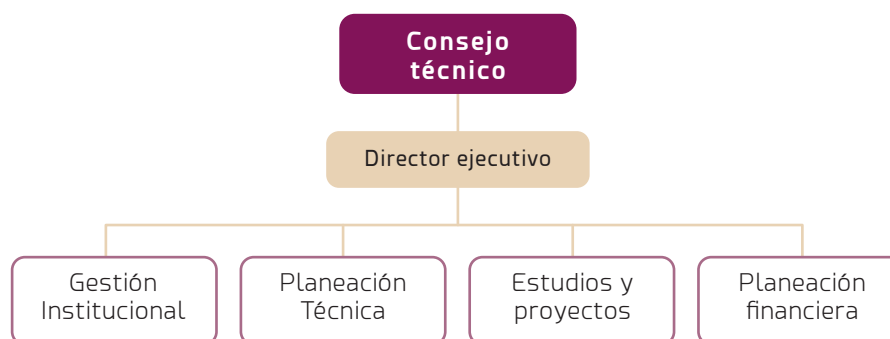 Consejo
técnico
Director ejecutivo
Gestión
Institucional
Planeación
Técnica
Estudios y
proyectos
Planeación
financiera